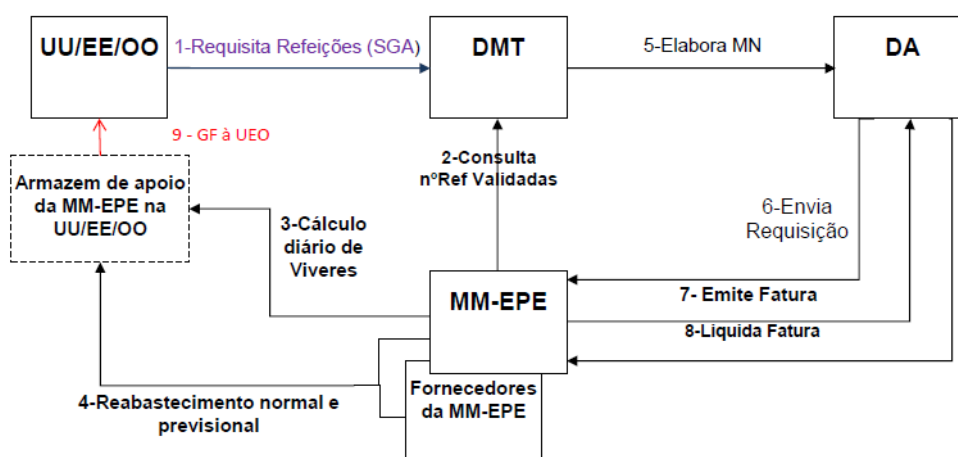 UU/EE/OO
1-Requisita Refeições (SGA)
DMT
5-Elabora MN
DA
9 - GF à UEO
2-Consulta
nºRef Validadas
Armazem de apoio
da MM-EPE na
UU/EE/OO
3-Cálculo
diário de
Viveres
6-Envia
Requisição
MM-EPE
7- Emite Fatura
8-Liquida Fatura
Fornecedores
da MM-EPE
4-Reabastecimento normal e
previsional